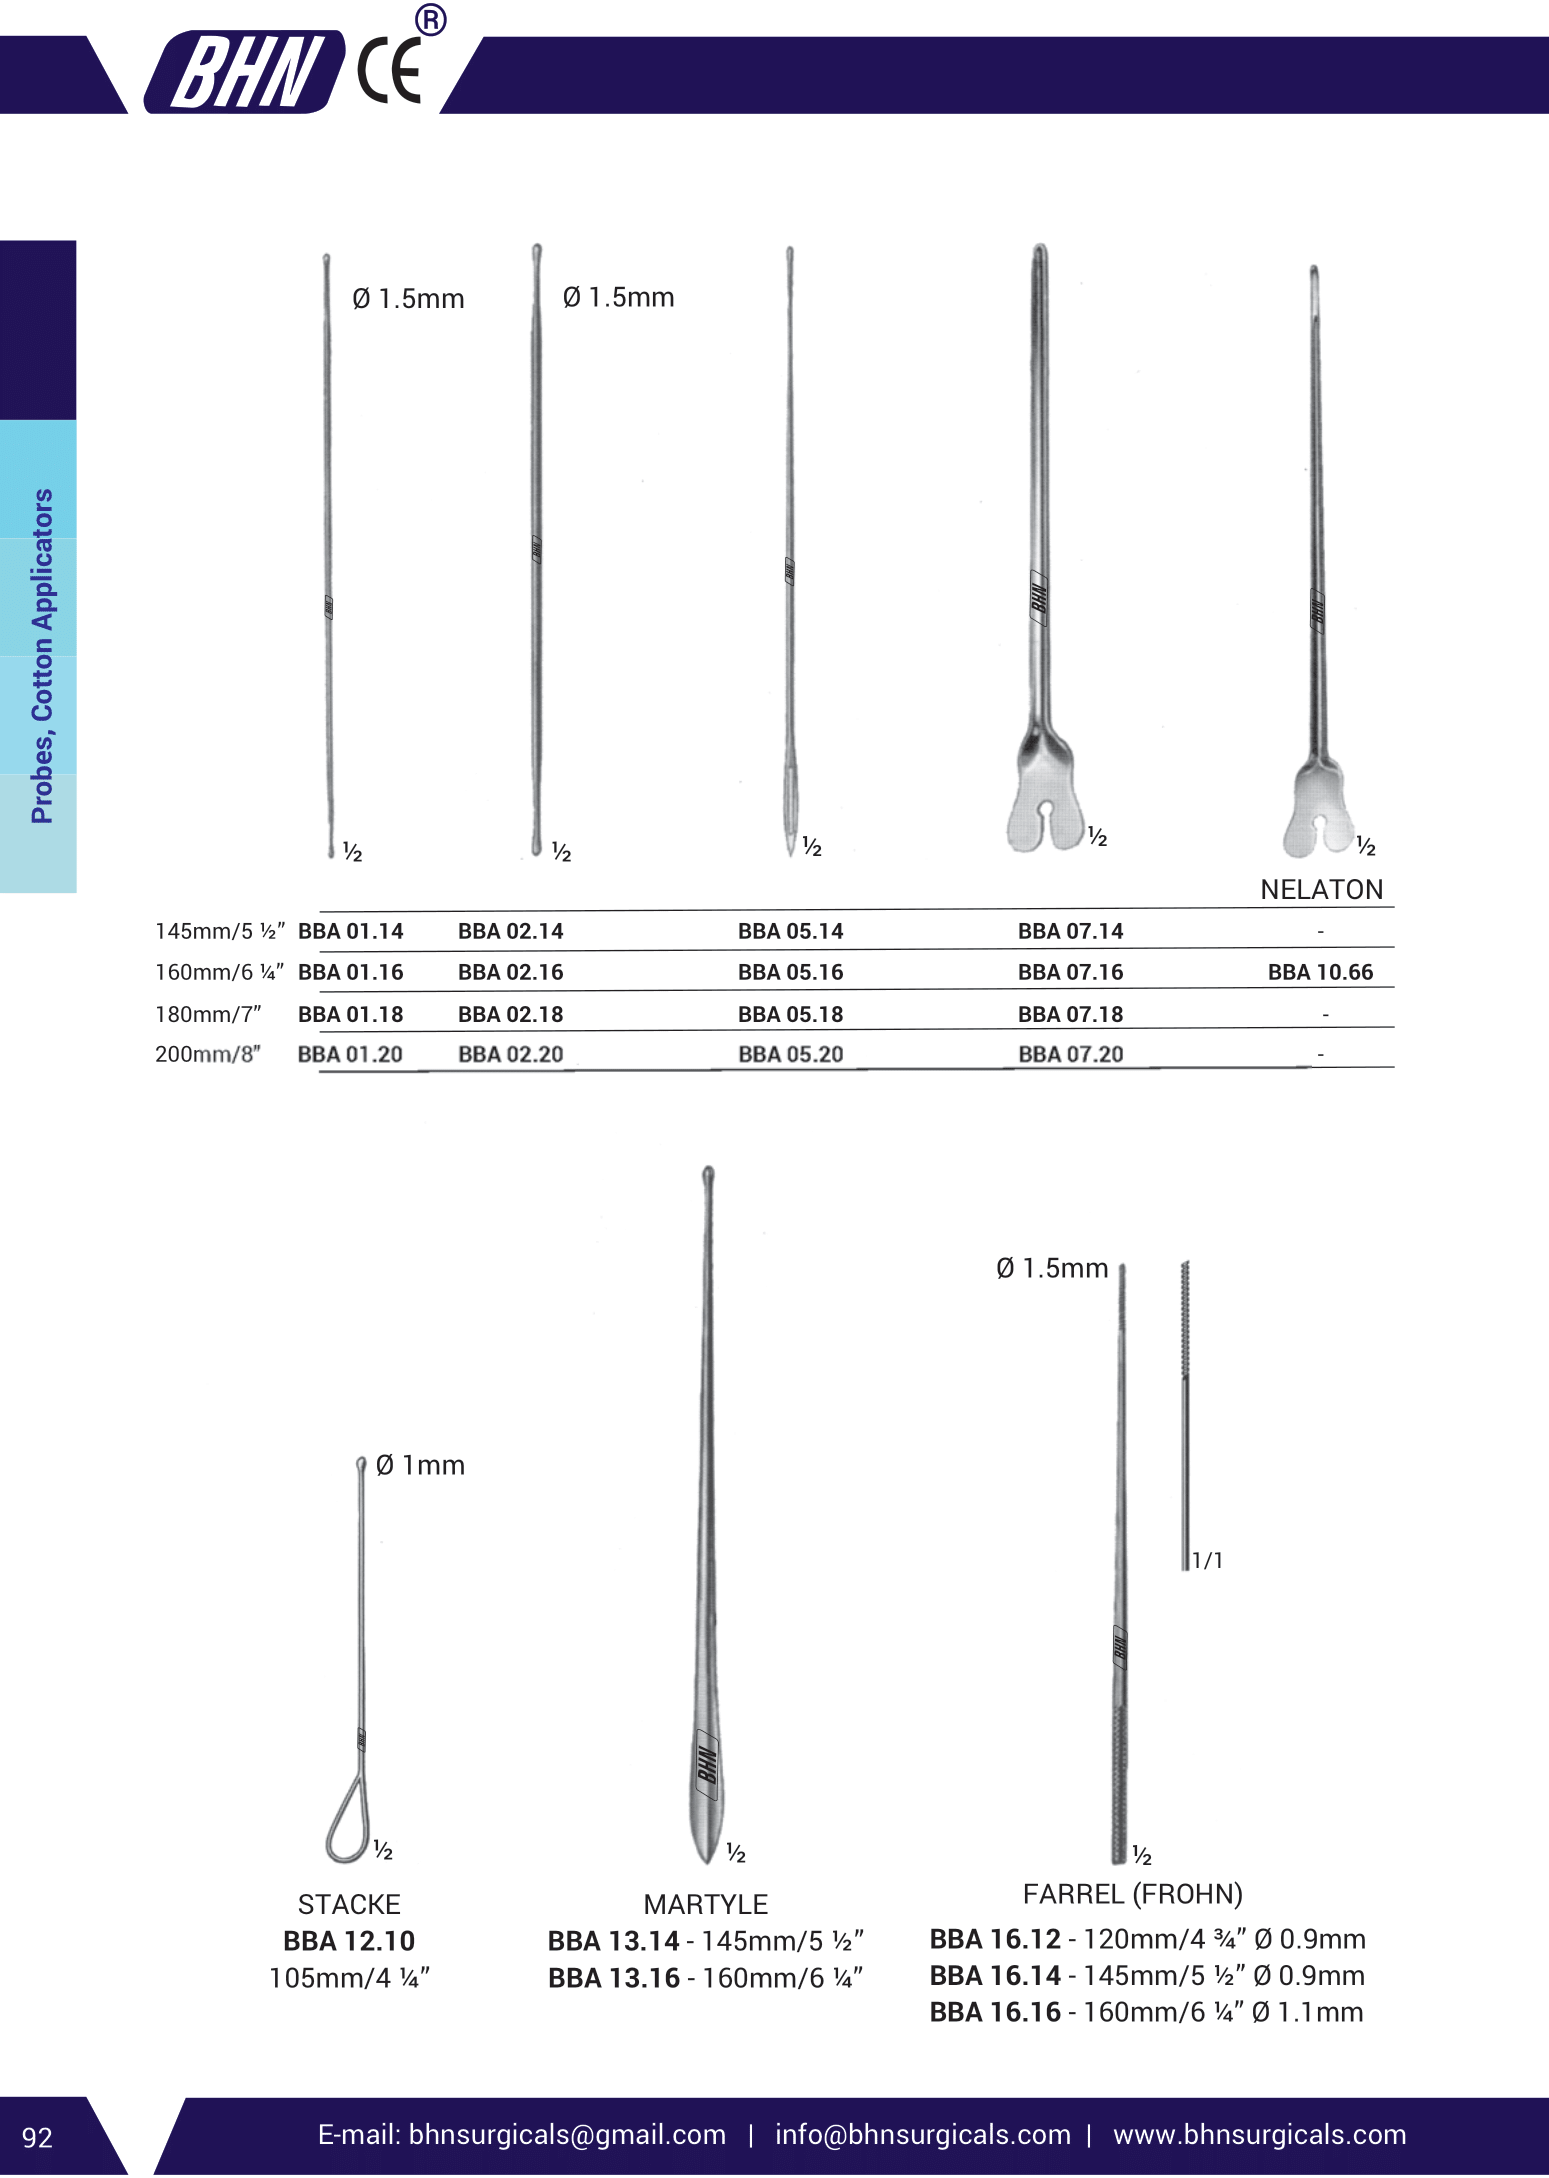 BHN CE ®
Probes, Cotton Applicators
Ø 1.5mm Ø 1.5mm
BHN BHN BHN BHN BHN
½ ½ ½ ½ ½
NELATON
145mm/5 ½” BBA 01.14 BBA 02.14 BBA 05.14 BBA 07.14 -
160mm/6 ¼” BBA 01.16 BBA 02.16 BBA 05.16 BBA 07.16 BBA 10.66
180mm/7” BBA 01.18 BBA 02.18 BBA 05.18 BBA 07.18 -
200mm/8” BBA 01.20 BBA 02.20 BBA 05.20 BBA 07.20 -
Ø 1mm
BHN
½
STACKE
BBA 12.10
105mm/4 ¼”
BHN
½
MARTYLE
BBA 13.14 - 145mm/5 ½”
BBA 13.16 - 160mm/6 ¼”
Ø 1.5mm
1/1
BHN
½
FARREL (FROHN)
BBA 16.12 - 120mm/4 ¾” Ø 0.9mm
BBA 16.14 - 145mm/5 ½” Ø 0.9mm
BBA 16.16 - 160mm/6 ¼” Ø 1.1mm
92
E-mail: bhnsurgicals@gmail.com | info@bhnsurgicals.com | www.bhnsurgicals.com